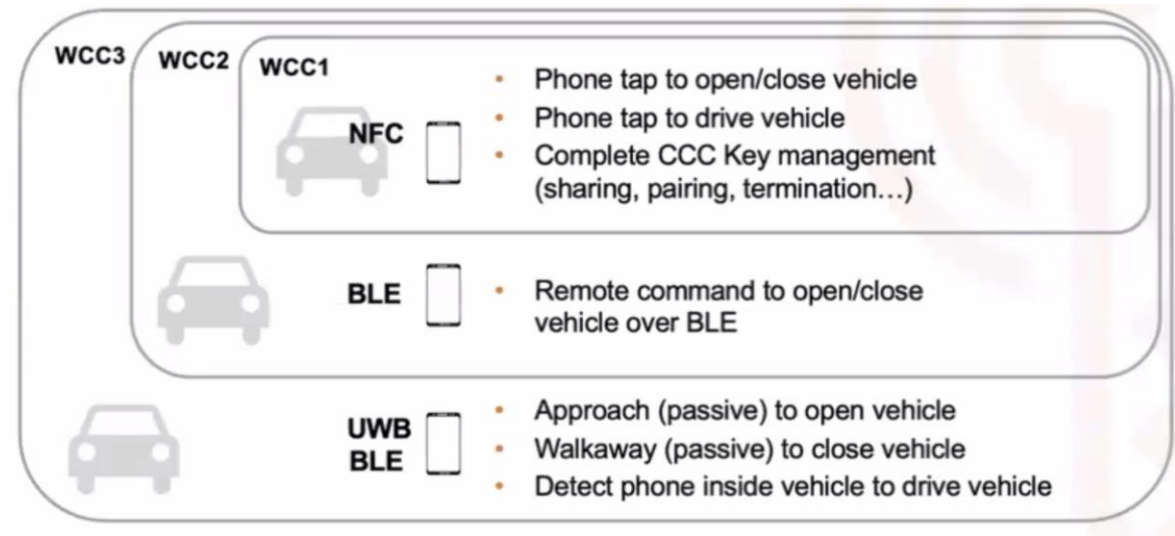 WCC3
WCC2
WCC1
NFC
• Phone tap to open/close vehicle
• Phone tap to drive vehicle
• Complete CCC Key management
(sharing, pairing, termination...)
BLE
• Remote command to open/close
vehicle over BLE
UWB
BLE
• Approach (passive) to open vehicle
• Walkaway (passive) to close vehicle
• Detect phone inside vehicle to drive vehicle